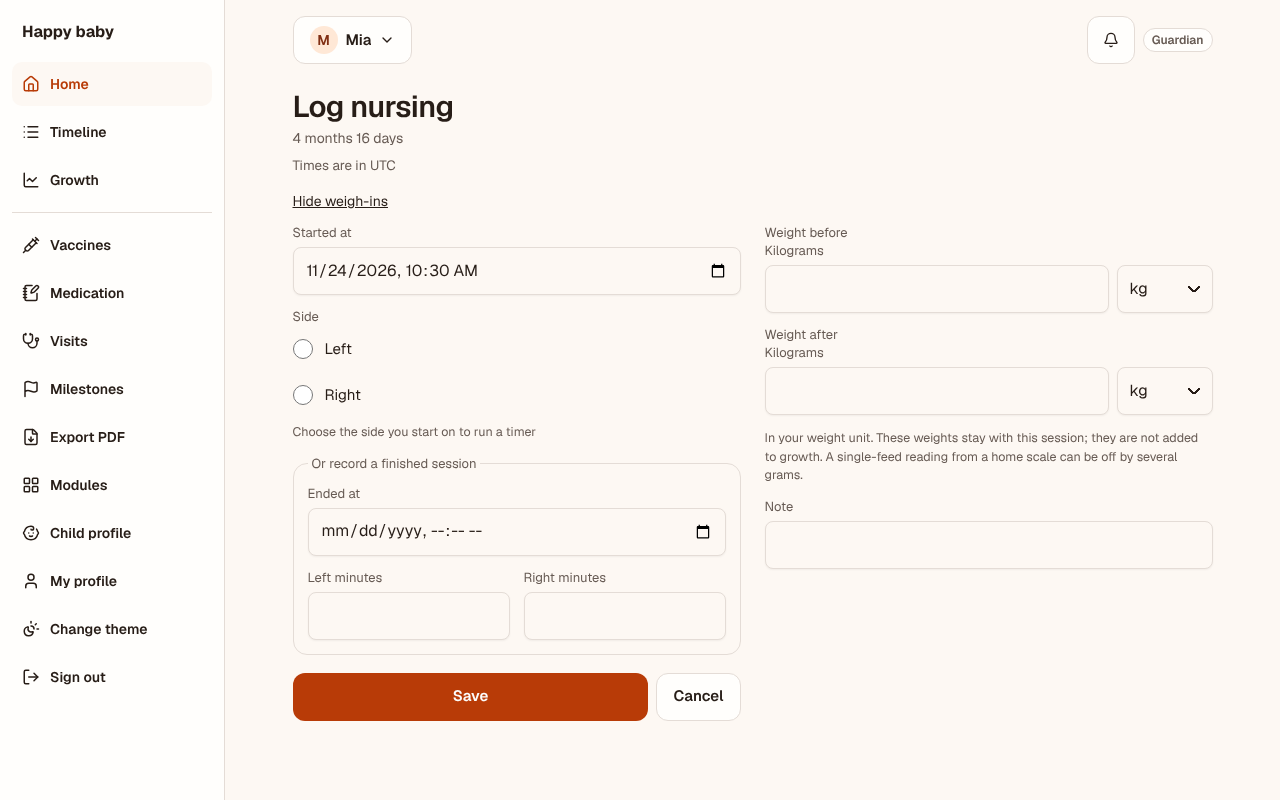 Happy baby
Home
Timeline
Growth
Vaccines
Medication
Visits
Milestones
Export PDF
Modules
Child profile
My profile
Change theme
Sign out
M Mia
Guardian
Log nursing
4 months 16 days
Times are in UTC
Hide weigh-ins
Started at
11/24/2026, 10:30 AM
Side
Left
Right
Choose the side you start on to run a timer
Or record a finished session
Ended at
mm/dd/yyyy, --:-- --
Left minutes
Right minutes
Save
Cancel
Weight before
Kilograms
kg
Weight after
Kilograms
kg
In your weight unit. These weights stay with this session; they are not added
to growth. A single-feed reading from a home scale can be off by several
grams.
Note